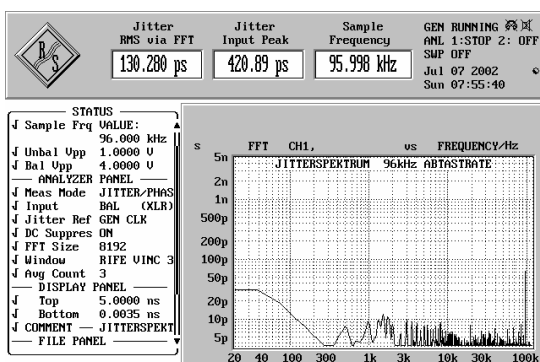 Jitter
RMS via FFT
130.280 ps
Jitter
Input Peak
420.89 ps
Sample
Frequency
95.998 kHz
GEN RUNNING
ANL 1:STOP 2: OFF
SWP OFF
Jul 07 2002
Sun 07:55:40
R
S
STATUS
Sample Frq VALUE:
96.000 kHz
Unbal Vpp 1.0000 V
Bal Vpp 4.0000 V
ANALYZER PANEL
Meas Mode JITTER/PHAS
Input BAL (XLR)
Jitter Ref GEN CLK
DC Suppres ON
FFT Size 8192
Window RIFE VINC 3
Avg Count 3
DISPLAY PANEL
Top 5.0000 ns
Bottom 0.0035 ns
COMMENT — JITTERSPEKT
FILE PANEL
s FFT CH1, vs FREQUENCY/Hz
JITTERSPEKTRUM 96kHz ABTASTRATE
5n
2n
1n
500p
200p
100p
50p
20p
10p
5p
20 40 100 300 1k 3k 10k 30k 100k